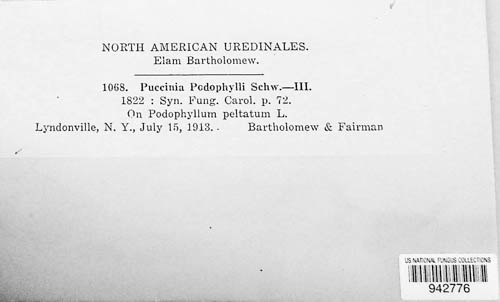 NORTH AMERICAN UREDINALES.
Elam Bartholomew.
1068. Puccinia Podophylli Schw.—III.
1822 : Syn. Fung. Carol. p. 72.
On Podophyllum peltatum L.
Lyndonville, N. Y., July 15, 1913. Bartholomew & Fairman
US NATIONAL FUNGUS COLLECTIONS
942776